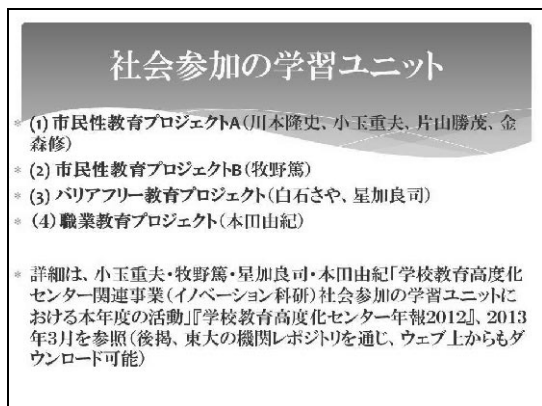 社会参加の学習ユニット
* (1) 市民性教育プロジェクトA(川本隆史、小玉重夫、片山勝茂、金
森修)
* (2) 市民性教育プロジェクトB(牧野篤)
* (3) バリアフリー教育プロジェクト(白石さや、星加良司)
* (4) 職業教育プロジェクト(本田由紀)
* 詳細は、小玉重夫・牧野篤・星加良司・本田由紀「学校教育高度化
センター関連事業(イノベーション科研)社会参加の学習ユニットに
おける本年度の活動」『学校教育高度化センター年報2012』、2013
年3月を参照(後掲、東大の機関レポジトリを通じ、ウェブ上からもダ
ウンロード可能)